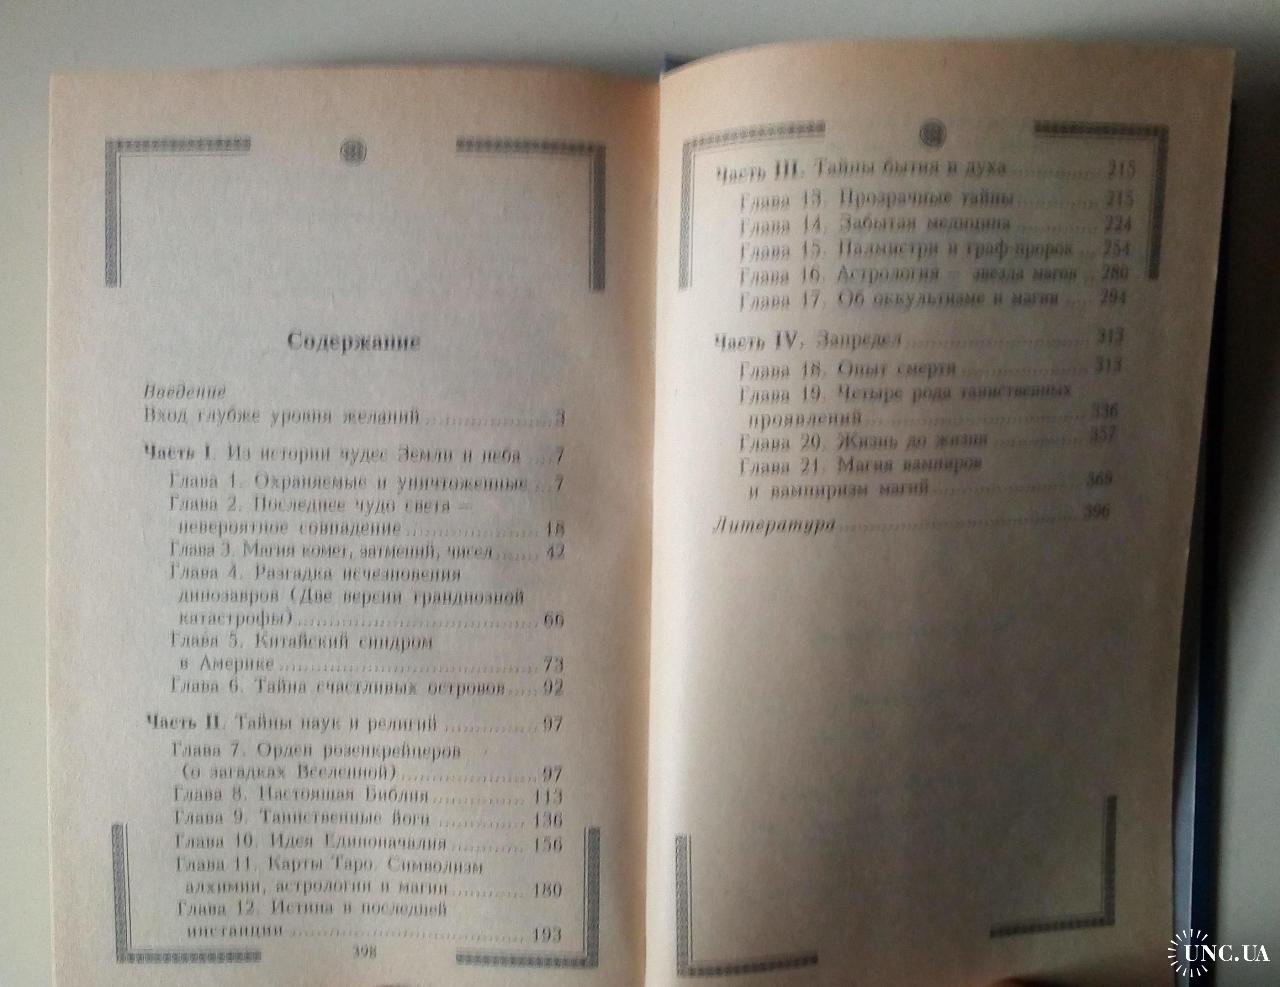 Содержание
Введение
Вход глубже уровня желаний ............ 3
Часть I. Из истории чудес Земли и неба .... 7
Глава 1. Охраняемые и уничтоженные ... 7
Глава 2. Последнее чудо света –
невероятное совпадение ............ 18
Глава 3. Магия комет, затмений, чисел ...... 42
Глава 4. Разгадка исчезновения
динозавров (Две версии грандиозной
катастрофы) ............ 66
Глава 5. Китайский синдром
в Америке ............ 73
Глава 6. Тайна счастливых островов ..... 92
Часть II. Тайны наук и религий ............ 97
Глава 7. Орден розенкрейцеров
(о загадках Вселенной) ............ 97
Глава 8. Настоящая Библия ............ 113
Глава 9. Таинственные йоги ............ 136
Глава 10. Идея Единоначалия ............ 156
Глава 11. Карты Таро. Символизм
алхимии, астрологии и магии ............ 180
Глава 12. Истина в последней
инстанции ............ 193
398
Часть III. Тайны бытия и духа ............ 215
Глава 13. Прозрачные тайны ............ 215
Глава 14. Забытая медицина ............ 224
Глава 15. Палмистри и граф-пророк ... 254
Глава 16. Астрология – звезда магов .. 280
Глава 17. Об оккультизме и магии ..... 294
Часть IV. Запредел ............ 313
Глава 18. Опыт смерти ............ 313
Глава 19. Четыре рода таинственных
проявлений ............ 336
Глава 20. Жизнь до жизни ............ 357
Глава 21. Магия вампиров
и вампиризм магий ............ 369
Литература ............ 396
UNC.UA